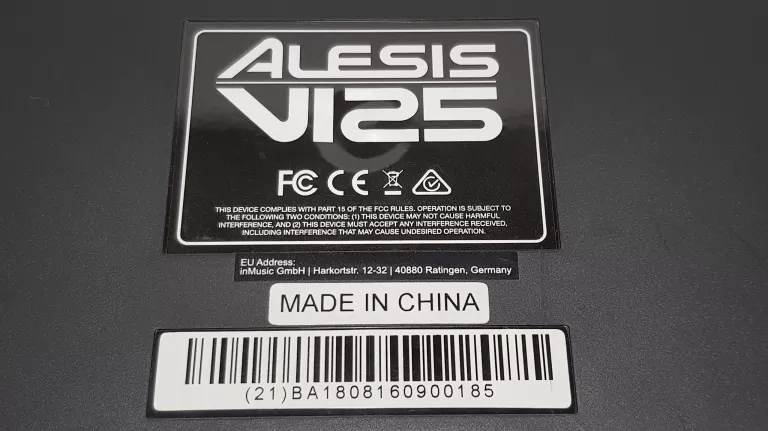 ALESIS
VI25
FC CE
THIS DEVICE COMPLIES WITH PART 15 OF THE FCC RULES. OPERATION IS SUBJECT TO
THE FOLLOWING TWO CONDITIONS: (1) THIS DEVICE MAY NOT CAUSE HARMFUL
INTERFERENCE, AND (2) THIS DEVICE MUST ACCEPT ANY INTERFERENCE RECEIVED,
INCLUDING INTERFERENCE THAT MAY CAUSE UNDESIRED OPERATION.
EU Address:
inMusic GmbH | Harkortstr. 12-32 | 40880 Ratingen, Germany
MADE IN CHINA
(21)BA1808160900185